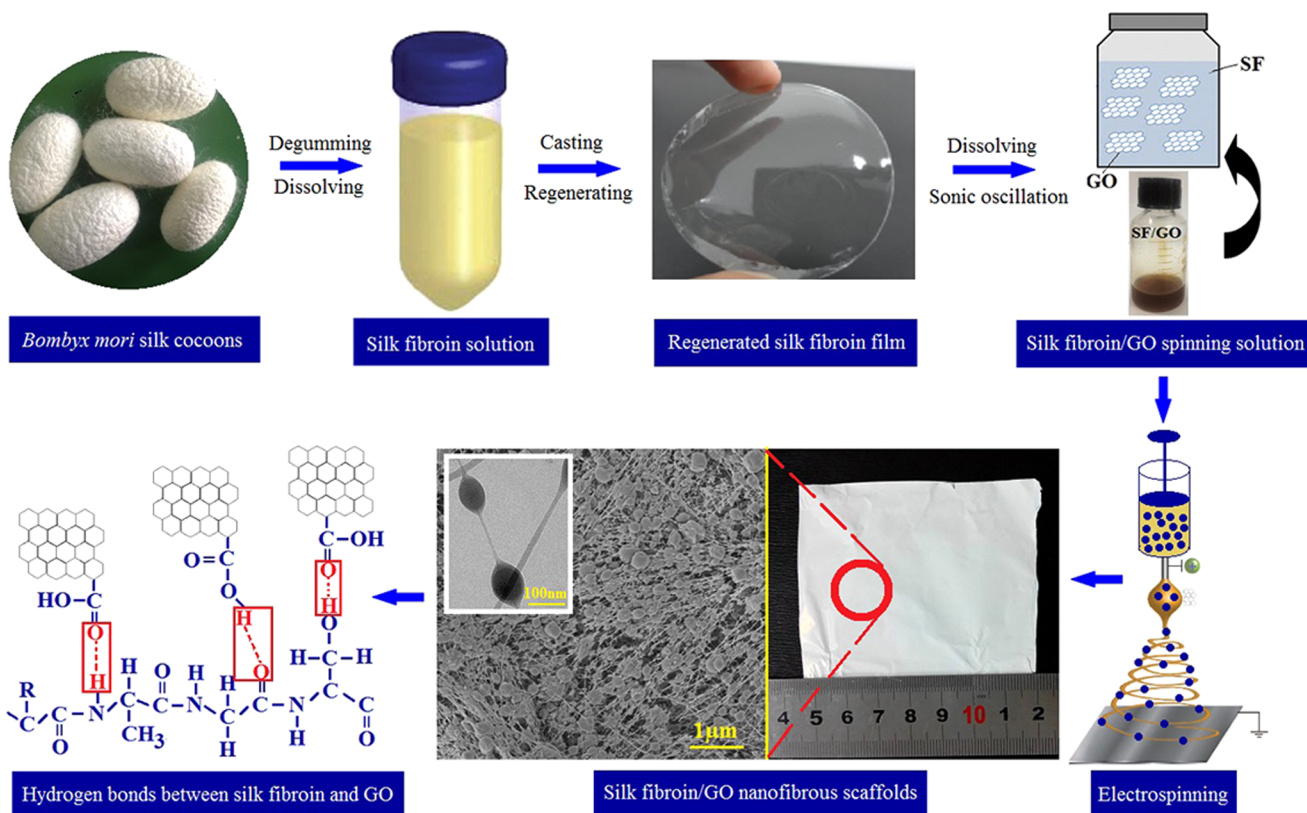 Degumming
Dissolving
Casting
Regenerating
Dissolving
Sonic oscillation
SF
GO
SF/GO
Bombyx mori silk cocoons
Silk fibroin solution
Regenerated silk fibroin film
Silk fibroin/GO spinning solution
HO
C
O
H
O
C
O
H
O
C
OH
O
H
O
R
C
C
O
N
H
C
CH3
C
O
N
H
H
C
H
C
O
N
H
C
H
H
C
H
C
O
100nm
1μm
4 5 6 7 8 9 10 1 2
Hydrogen bonds between silk fibroin and GO
Silk fibroin/GO nanofibrous scaffolds
Electrospinning